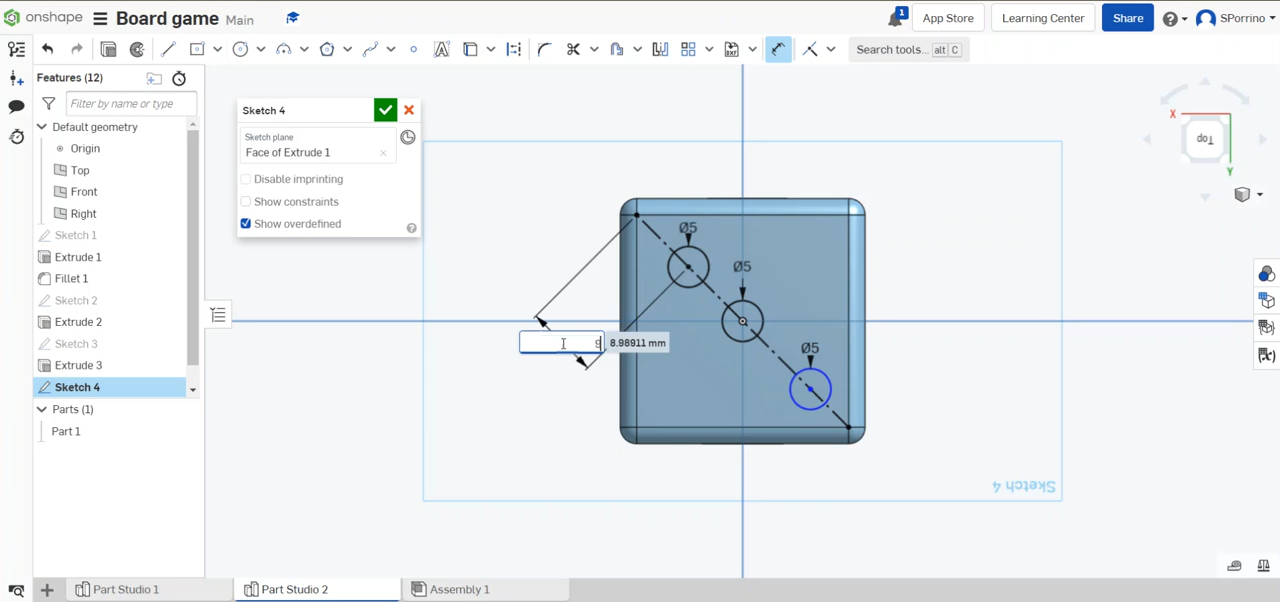 onshape Board game Main 1 App Store Learning Center Share SPorrino
Search tools... alt C
Features (12)
Filter by name or type
Default geometry
Origin
Top
Front
Right
Sketch 1
Extrude 1
Fillet 1
Sketch 2
Extrude 2
Sketch 3
Extrude 3
Sketch 4
Parts (1)
Part 1
Sketch 4
Sketch plane
Face of Extrude 1
Disable imprinting
Show constraints
Show overdefined
Ø5
Ø5
Ø5
9 8.98911 mm
Sketch 4
X
Top
Y
Part Studio 1 Part Studio 2 Assembly 1